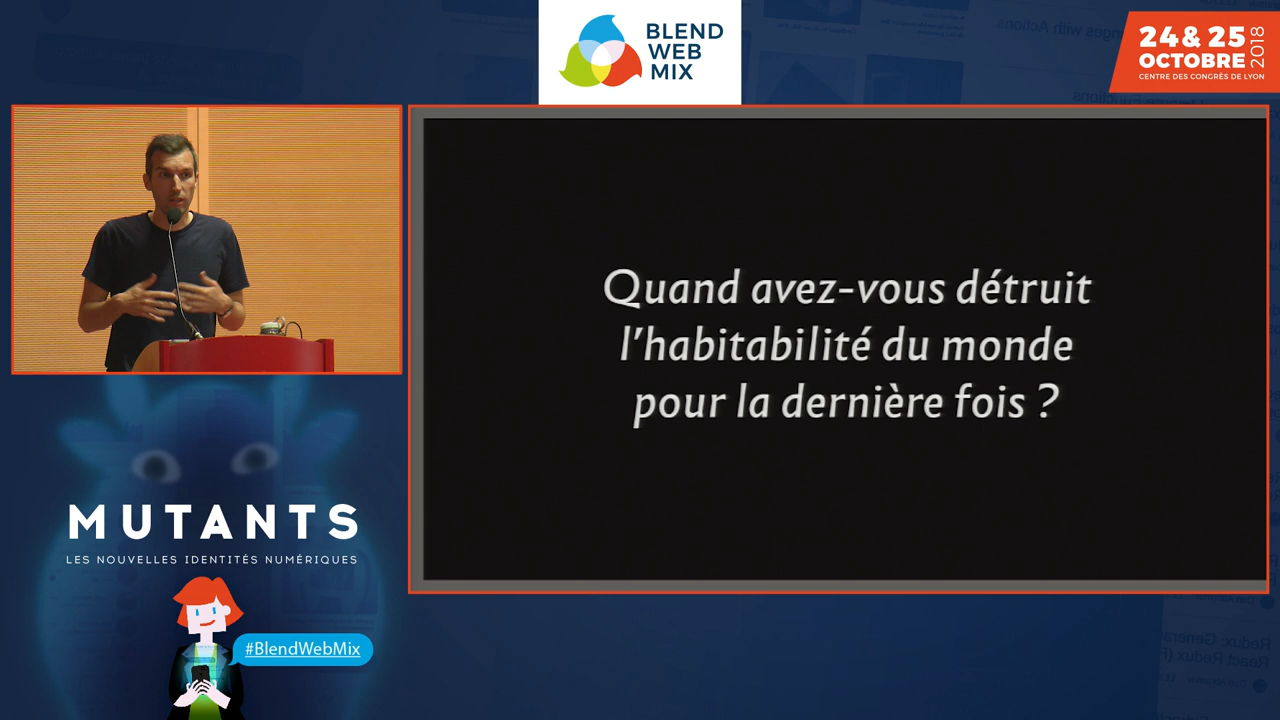 BLEND
WEB
MIX
24 & 25
OCTOBRE
2018
CENTRE DES CONGRÈS DE LYON
Quand avez-vous détruit
l'habitabilité du monde
pour la dernière fois ?
MUTANTS
LES NOUVELLES IDENTITÉS NUMÉRIQUES
#BlendWebMix